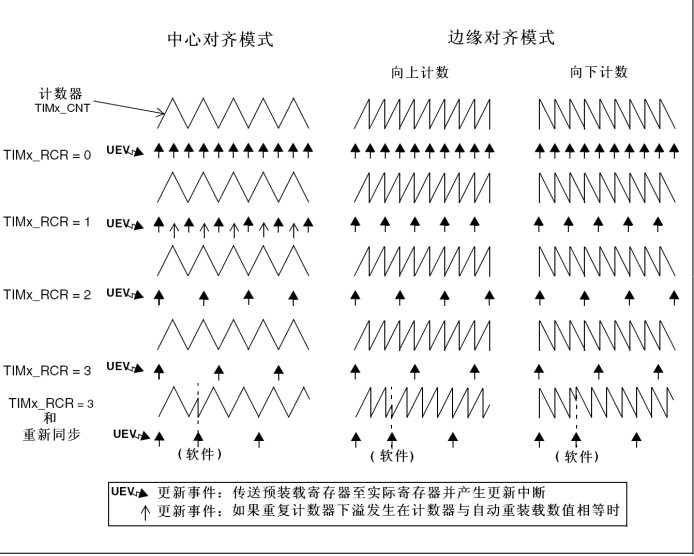 中心对齐模式
边缘对齐模式
向上计数
向下计数
计数器
TIMx_CNT
TIMx_RCR = 0
UEV
TIMx_RCR = 1
UEV
TIMx_RCR = 2
UEV
TIMx_RCR = 3
UEV
TIMx_RCR = 3
和
重新同步
UEV
(软件)
(软件)
(软件)
UEV 更新事件：传送预装载寄存器至实际寄存器并产生更新中断
更新事件：如果重复计数器下溢发生在计数器与自动重装载数值相等时